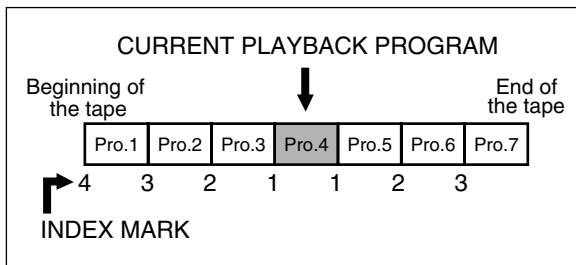 CURRENT PLAYBACK PROGRAM
Beginning of
the tape
End of
the tape
Pro.1 Pro.2 Pro.3 Pro.4 Pro.5 Pro.6 Pro.7
4 3 2 1 1 2 3
INDEX MARK